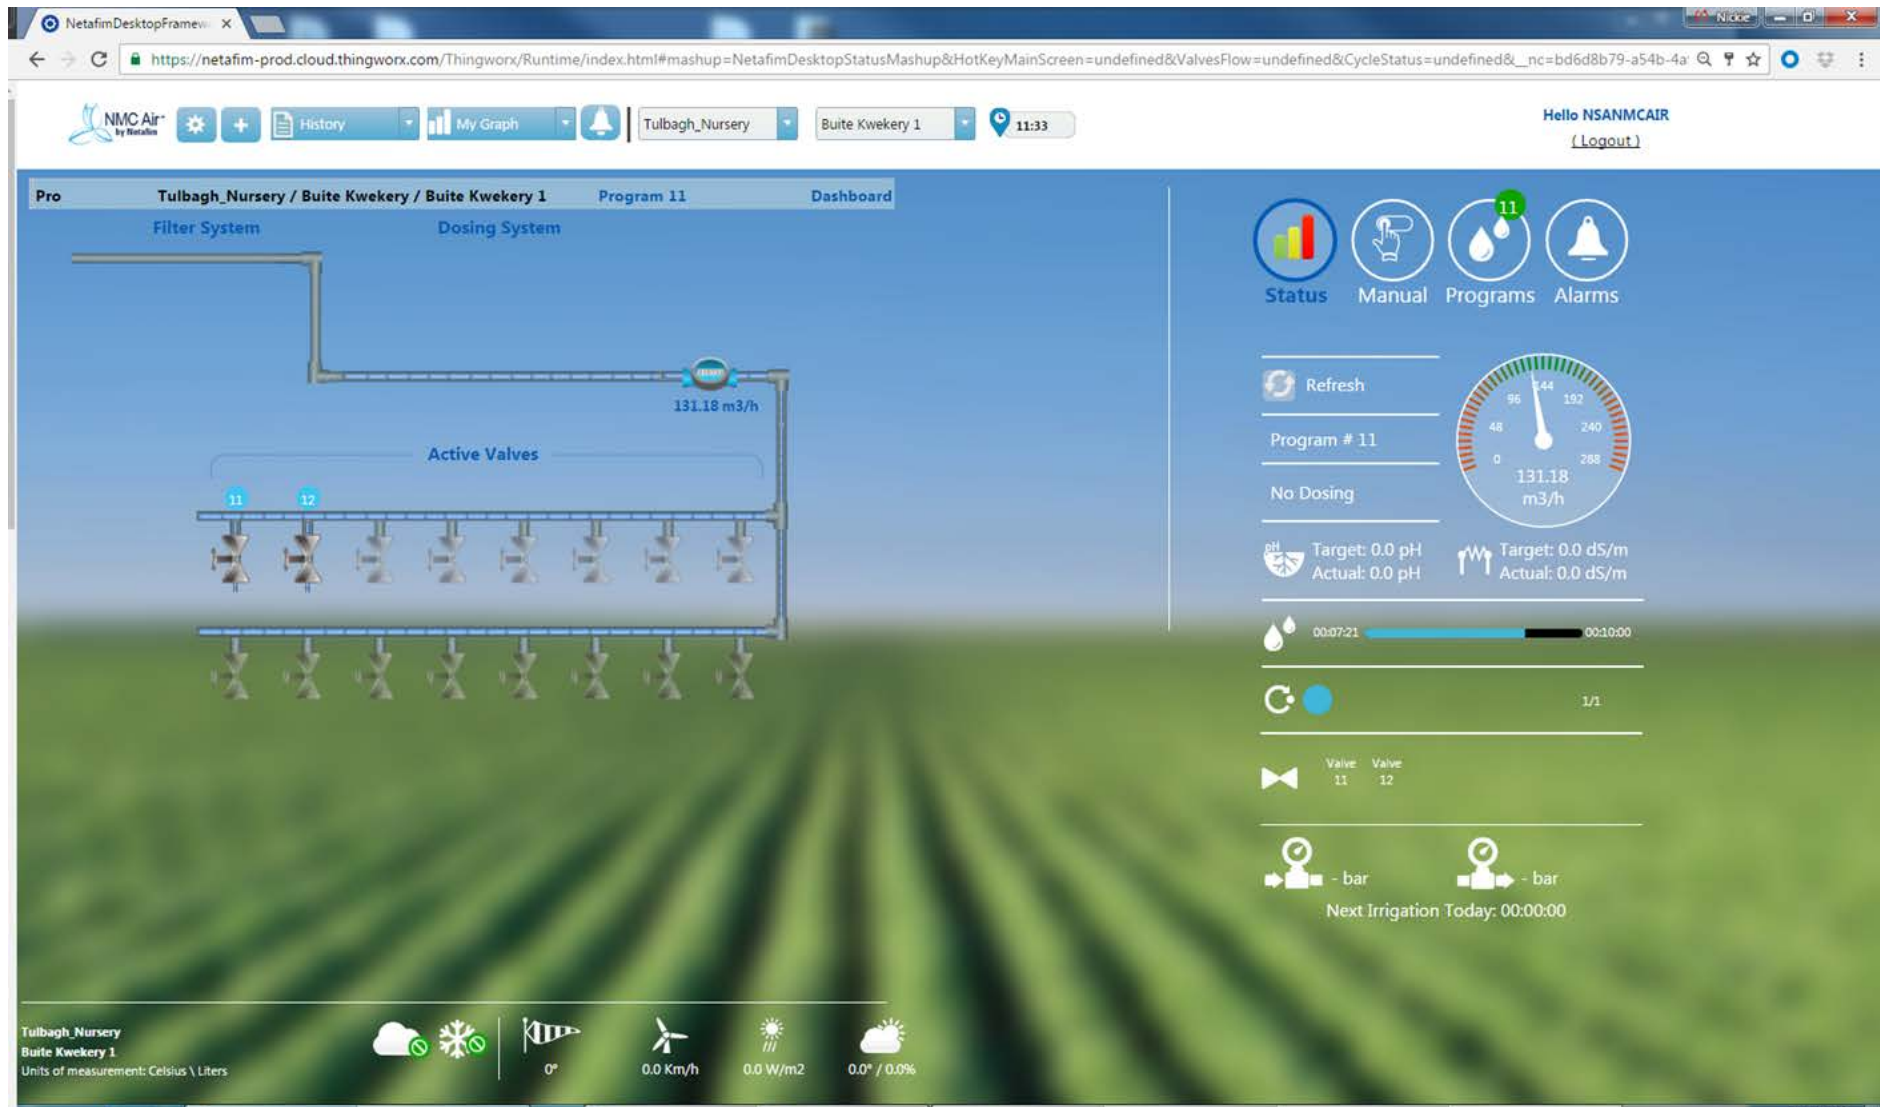 NetafimDesktopFramew
Nickie
https://netafim-prod.cloud.thingworx.com/Thingworx/Runtime/index.html#mashup=NetafimDesktopStatusMashup&HotKeyMainScreen=undefined&ValvesFlow=undefined&CycleStatus=undefined&__nc=bd6d8b79-a54b-4a
NMC Air
by Netafim
History
My Graph
Tulbagh_Nursery
Buite Kwekery 1
11:33
Hello NSANMCAIR
( Logout )
Pro Tulbagh_Nursery / Buite Kwekery / Buite Kwekery 1 Program 11 Dashboard
Filter System Dosing System
131.18 m3/h
Active Valves
11 12
11
Status Manual Programs Alarms
Refresh
Program # 11
No Dosing
0 48 96 144 192 240 288
131.18
m3/h
pH
Target: 0.0 pH Target: 0.0 dS/m
Actual: 0.0 pH Actual: 0.0 dS/m
00:07:21 00:10:00
1/1
Valve Valve
11 12
- bar - bar
Next Irrigation Today: 00:00:00
Tulbagh_Nursery
Buite Kwekery 1
Units of measurement: Celsius \ Liters
0° 0.0 Km/h 0.0 W/m2 0.0° / 0.0%